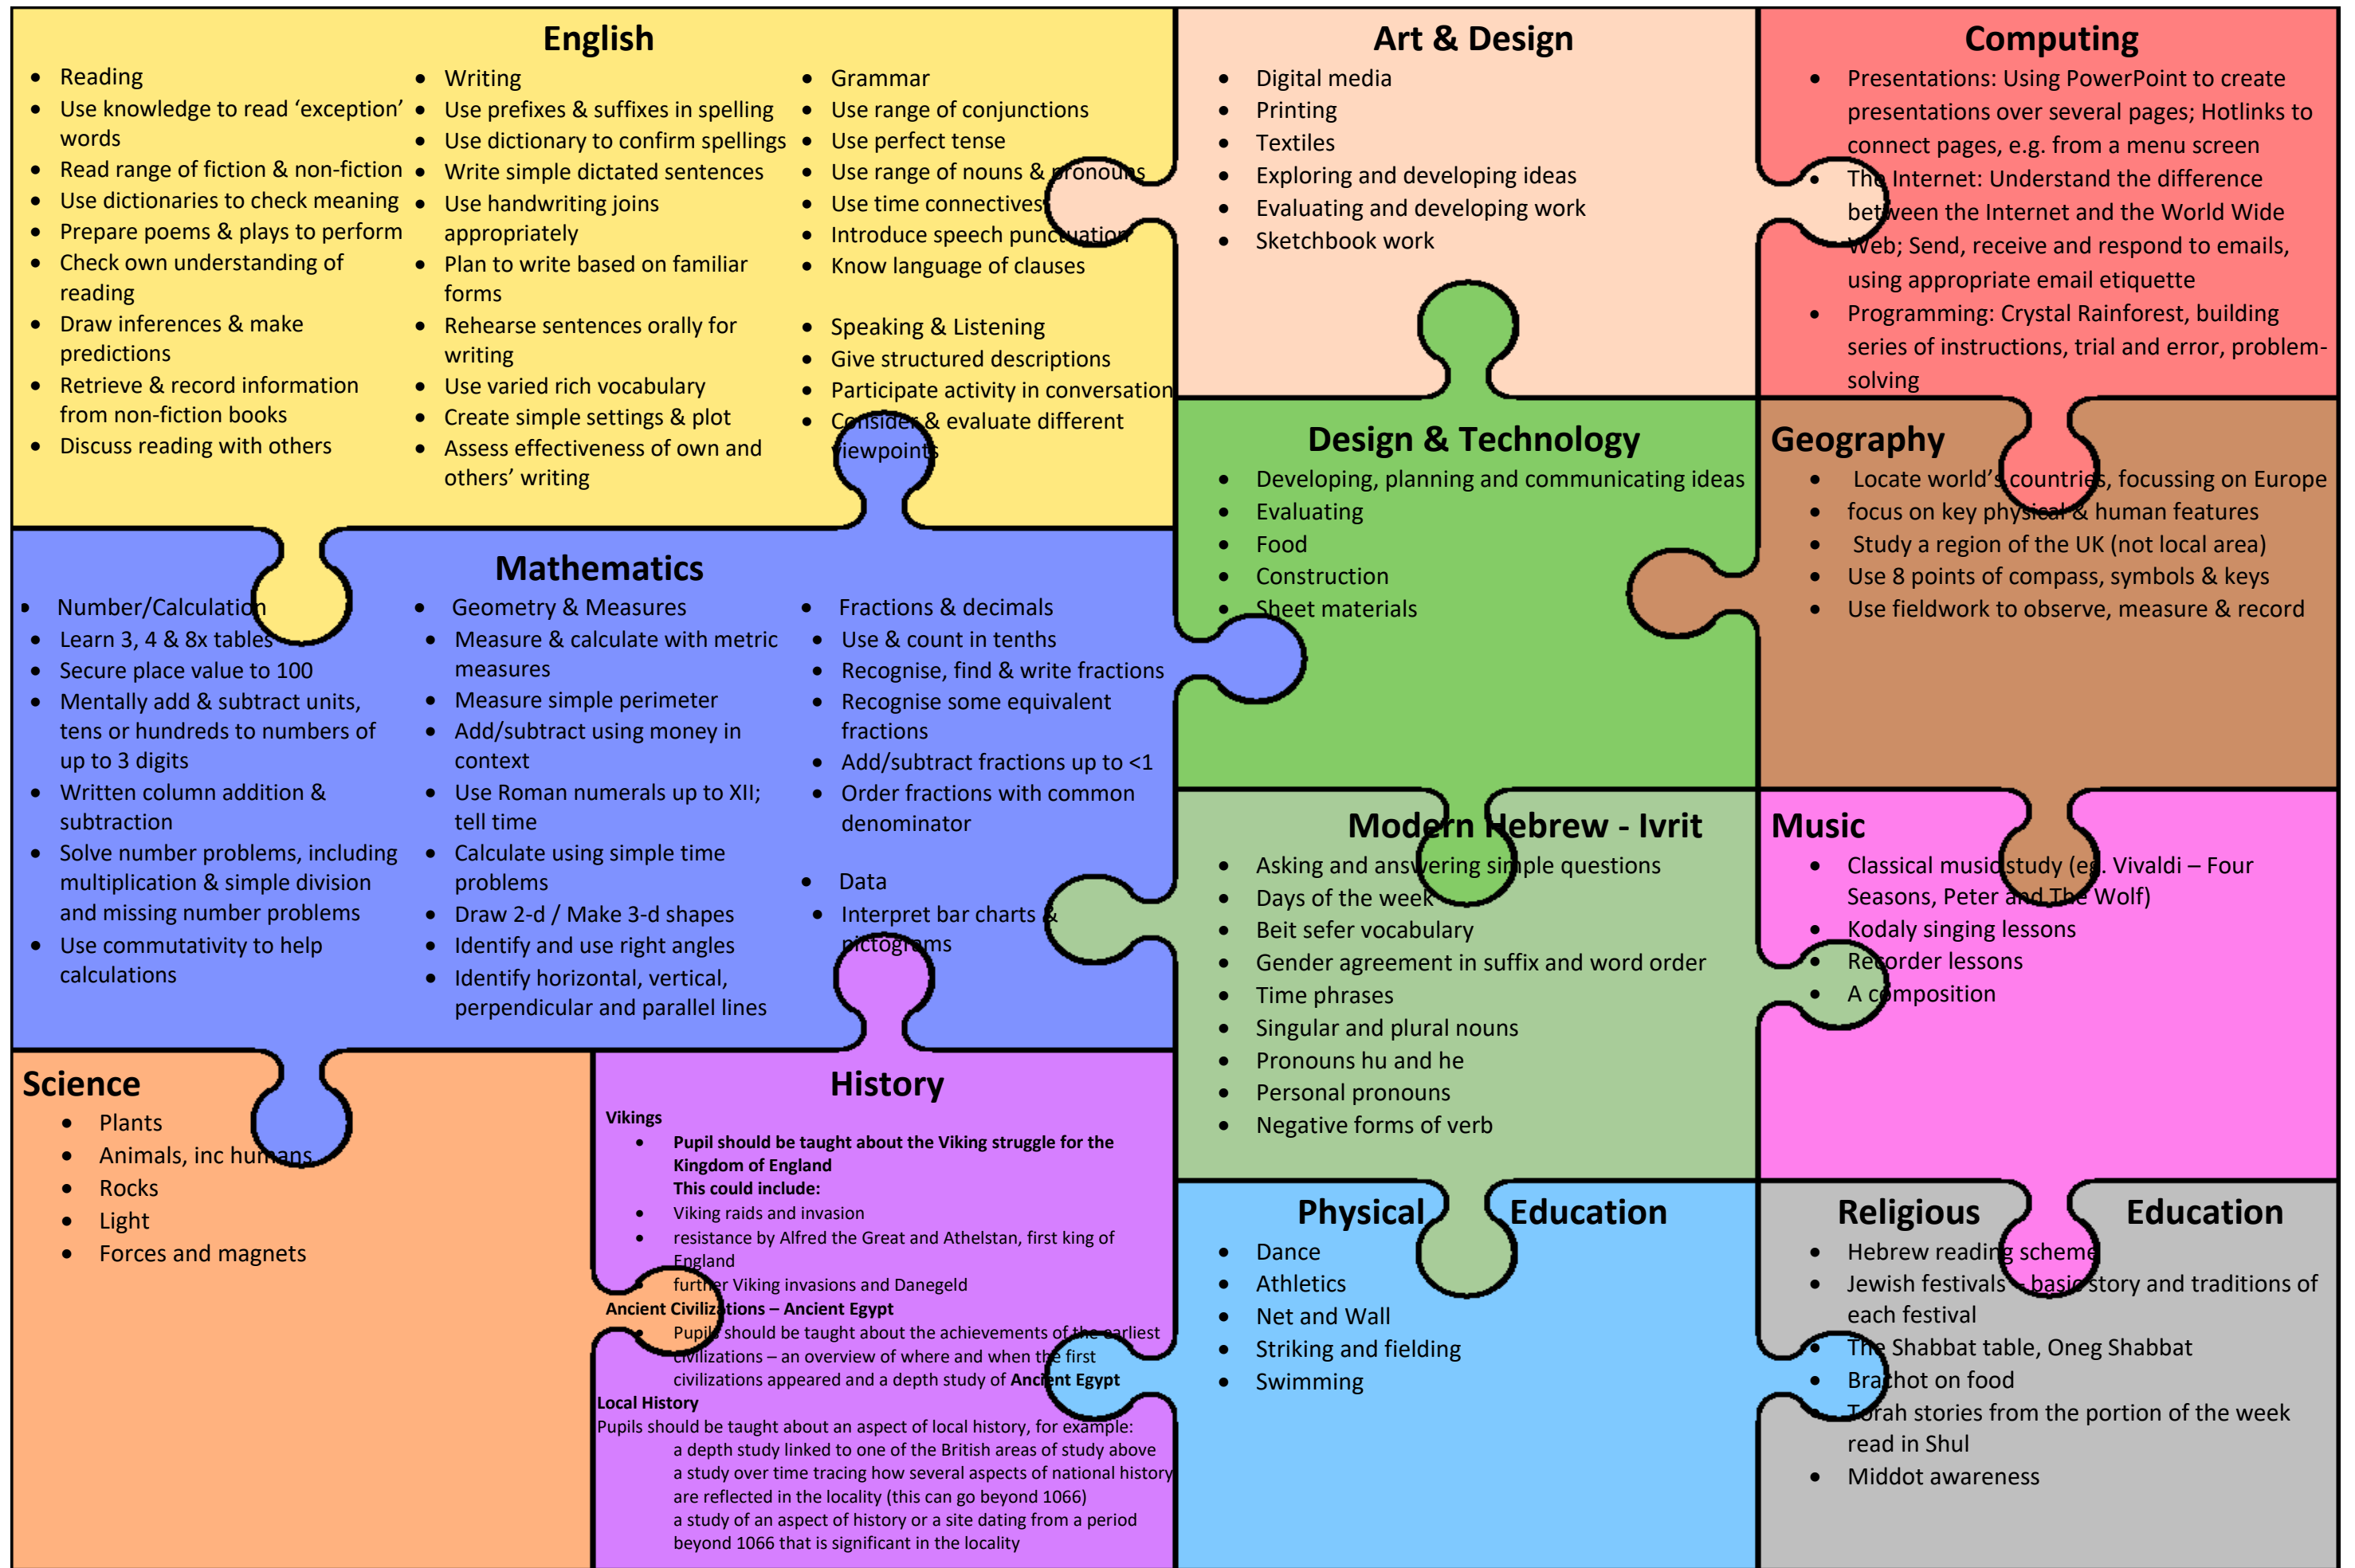 English
Reading
Use knowledge to read ‘exception’
words
Read range of fiction & non-fiction
Use dictionaries to check meaning
Prepare poems & plays to perform
Check own understanding of
reading
Draw inferences & make
predictions
Retrieve & record information
from non-fiction books
Discuss reading with others
Writing
Use prefixes & suffixes in spelling
Use dictionary to confirm spellings
Write simple dictated sentences
Use handwriting joins
appropriately
Plan to write based on familiar
forms
Rehearse sentences orally for
writing
Use varied rich vocabulary
Create simple settings & plot
Assess effectiveness of own and
others’ writing
Grammar
Use range of conjunctions
Use perfect tense
Use range of nouns & pronouns
Use time connectives
Introduce speech punctuation
Know language of clauses
Speaking & Listening
Give structured descriptions
Participate activity in conversation
Consider & evaluate different
viewpoints
Art & Design
Digital media
Printing
Textiles
Exploring and developing ideas
Evaluating and developing work
Sketchbook work
Computing
Presentations: Using PowerPoint to create
presentations over several pages; Hotlinks to
connect pages, e.g. from a menu screen
The Internet: Understand the difference
between the Internet and the World Wide
Web; Send, receive and respond to emails,
using appropriate email etiquette
Programming: Crystal Rainforest, building
series of instructions, trial and error, problem-
solving
Design & Technology
Developing, planning and communicating ideas
Evaluating
Food
Construction
Sheet materials
Geography
Locate world’s countries, focussing on Europe
focus on key physical & human features
Study a region of the UK (not local area)
Use 8 points of compass, symbols & keys
Use fieldwork to observe, measure & record
Mathematics
Number/Calculation
Learn 3, 4 & 8x tables
Secure place value to 100
Mentally add & subtract units,
tens or hundreds to numbers of
up to 3 digits
Written column addition &
subtraction
Solve number problems, including
multiplication & simple division
and missing number problems
Use commutativity to help
calculations
Geometry & Measures
Measure & calculate with metric
measures
Measure simple perimeter
Add/subtract using money in
context
Use Roman numerals up to XII;
tell time
Calculate using simple time
problems
Draw 2-d / Make 3-d shapes
Identify and use right angles
Identify horizontal, vertical,
perpendicular and parallel lines
Fractions & decimals
Use & count in tenths
Recognise, find & write fractions
Recognise some equivalent
fractions
Add/subtract fractions up to <1
Order fractions with common
denominator
Data
Interpret bar charts &
pictograms
Modern Hebrew - Ivrit
Asking and answering simple questions
Days of the week
Beit sefer vocabulary
Gender agreement in suffix and word order
Time phrases
Singular and plural nouns
Pronouns hu and he
Personal pronouns
Negative forms of verb
Music
Classical music study (eg. Vivaldi – Four
Seasons, Peter and The Wolf)
Kodaly singing lessons
Recorder lessons
A composition
Science
Plants
Animals, inc humans
Rocks
Light
Forces and magnets
History
Vikings
Pupil should be taught about the Viking struggle for the
Kingdom of England
This could include:
Viking raids and invasion
resistance by Alfred the Great and Athelstan, first king of
England
further Viking invasions and Danegeld
Ancient Civilizations – Ancient Egypt
Pupils should be taught about the achievements of the earliest
civilizations – an overview of where and when the first
civilizations appeared and a depth study of Ancient Egypt
Local History
Pupils should be taught about an aspect of local history, for example:
a depth study linked to one of the British areas of study above
a study over time tracing how several aspects of national history
are reflected in the locality (this can go beyond 1066)
a study of an aspect of history or a site dating from a period
beyond 1066 that is significant in the locality
Physical Education
Dance
Athletics
Net and Wall
Striking and fielding
Swimming
Religious Education
Hebrew reading scheme
Jewish festivals – basic story and traditions of
each festival
The Shabbat table, Oneg Shabbat
Brachot on food
Torah stories from the portion of the week
read in Shul
Middot awareness